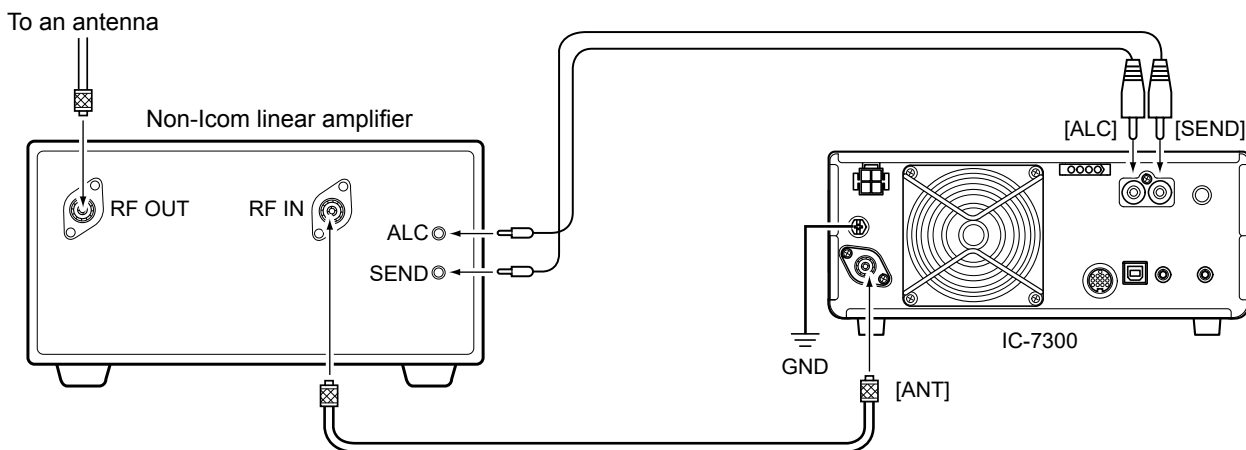 To an antenna
Non-Icom linear amplifier
[ALC] [SEND]
RF OUT RF IN
ALC
SEND
IC-7300
GND
[ANT]